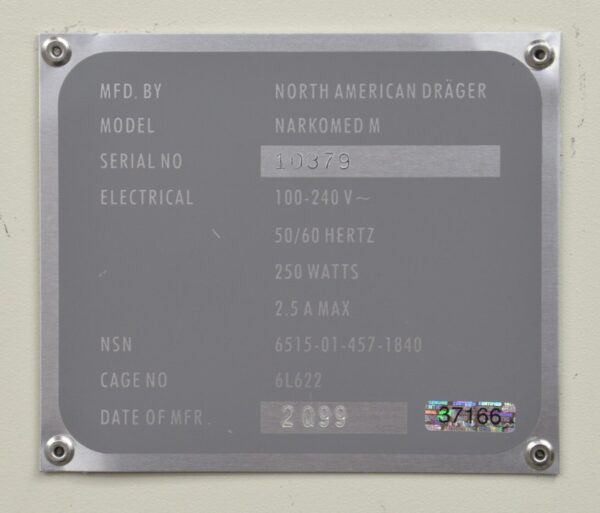 MFD. BY NORTH AMERICAN DRÄGER
MODEL NARKOMED M
SERIAL NO 10379
ELECTRICAL 100-240 V ~
50/60 HERTZ
250 WATTS
2.5 A MAX
NSN 6515-01-457-1840
CAGE NO 6L622
DATE OF MFR. 2Q99
37166